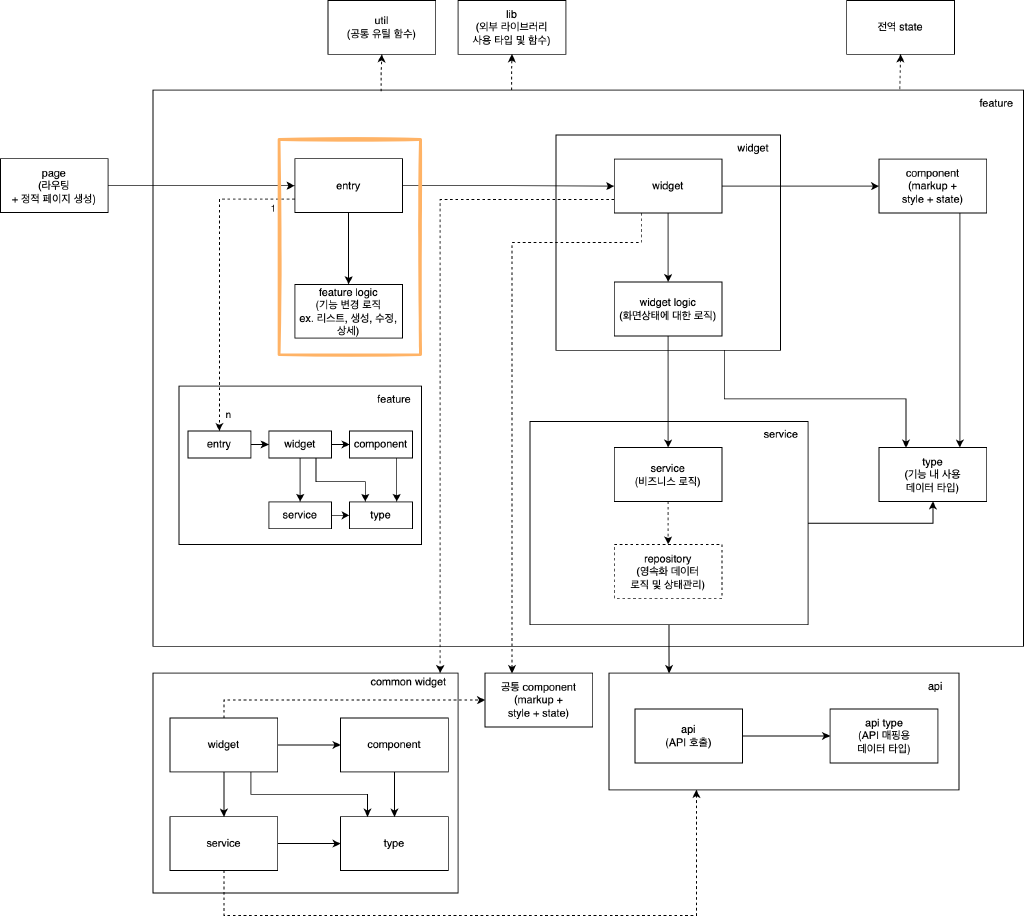 util
(공통 유틸 함수)
lib
(외부 라이브러리
사용 타입 및 함수)
전역 state
feature
page
(라우팅
+ 정적 페이지 생성)
entry
widget
widget
component
(markup +
style + state)
1
feature logic
(기능 변경 로직
ex. 리스트, 생성, 수정,
상세)
widget logic
(화면상태에 대한 로직)
feature
n
entry
widget
component
service
type
service
service
(비즈니스 로직)
type
(기능 내 사용
데이터 타입)
repository
(영속화 데이터
로직 및 상태관리)
common widget
widget
component
service
type
공통 component
(markup +
style + state)
api
api
(API 호출)
api type
(API 매핑용
데이터 타입)